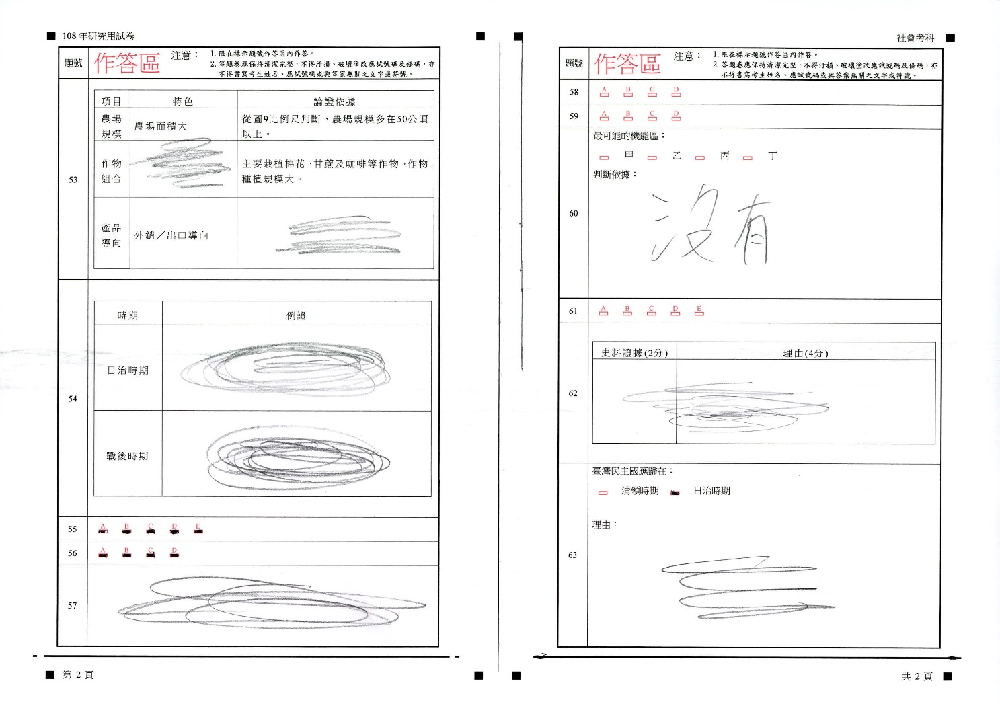 108 年研究用試卷
題號 作答區 注意： 1. 限在標示題號作答區內作答。
2. 答題卷應保持清潔完整，不得汙損、破壞塗改應試號碼及條碼，亦
不得書寫考生姓名、應試號碼或與答案無關之文字或符號。
53
項目 特色 論證依據
農場
規模
農場面積大
從圖9比例尺判斷，農場規模多在50公頃
以上。
作物
組合
主要栽植棉花、甘蔗及咖啡等作物，作物
種植規模大。
產品
導向
外銷／出口導向
54
時期 例證
日治時期
戰後時期
55 A B C D E
56 A B C D
57
第 2 頁
社會考科
題號 作答區 注意： 1. 限在標示題號作答區內作答。
2. 答題卷應保持清潔完整，不得汙損、破壞塗改應試號碼及條碼，亦
不得書寫考生姓名、應試號碼或與答案無關之文字或符號。
58 A B C D
59 A B C D
60
最可能的機能區：
甲 乙 丙 丁
判斷依據：
沒有
61 A B C D E
62
史料證據(2分) 理由(4分)
63
臺灣民主國應歸在：
清領時期 日治時期
理由：
共 2 頁